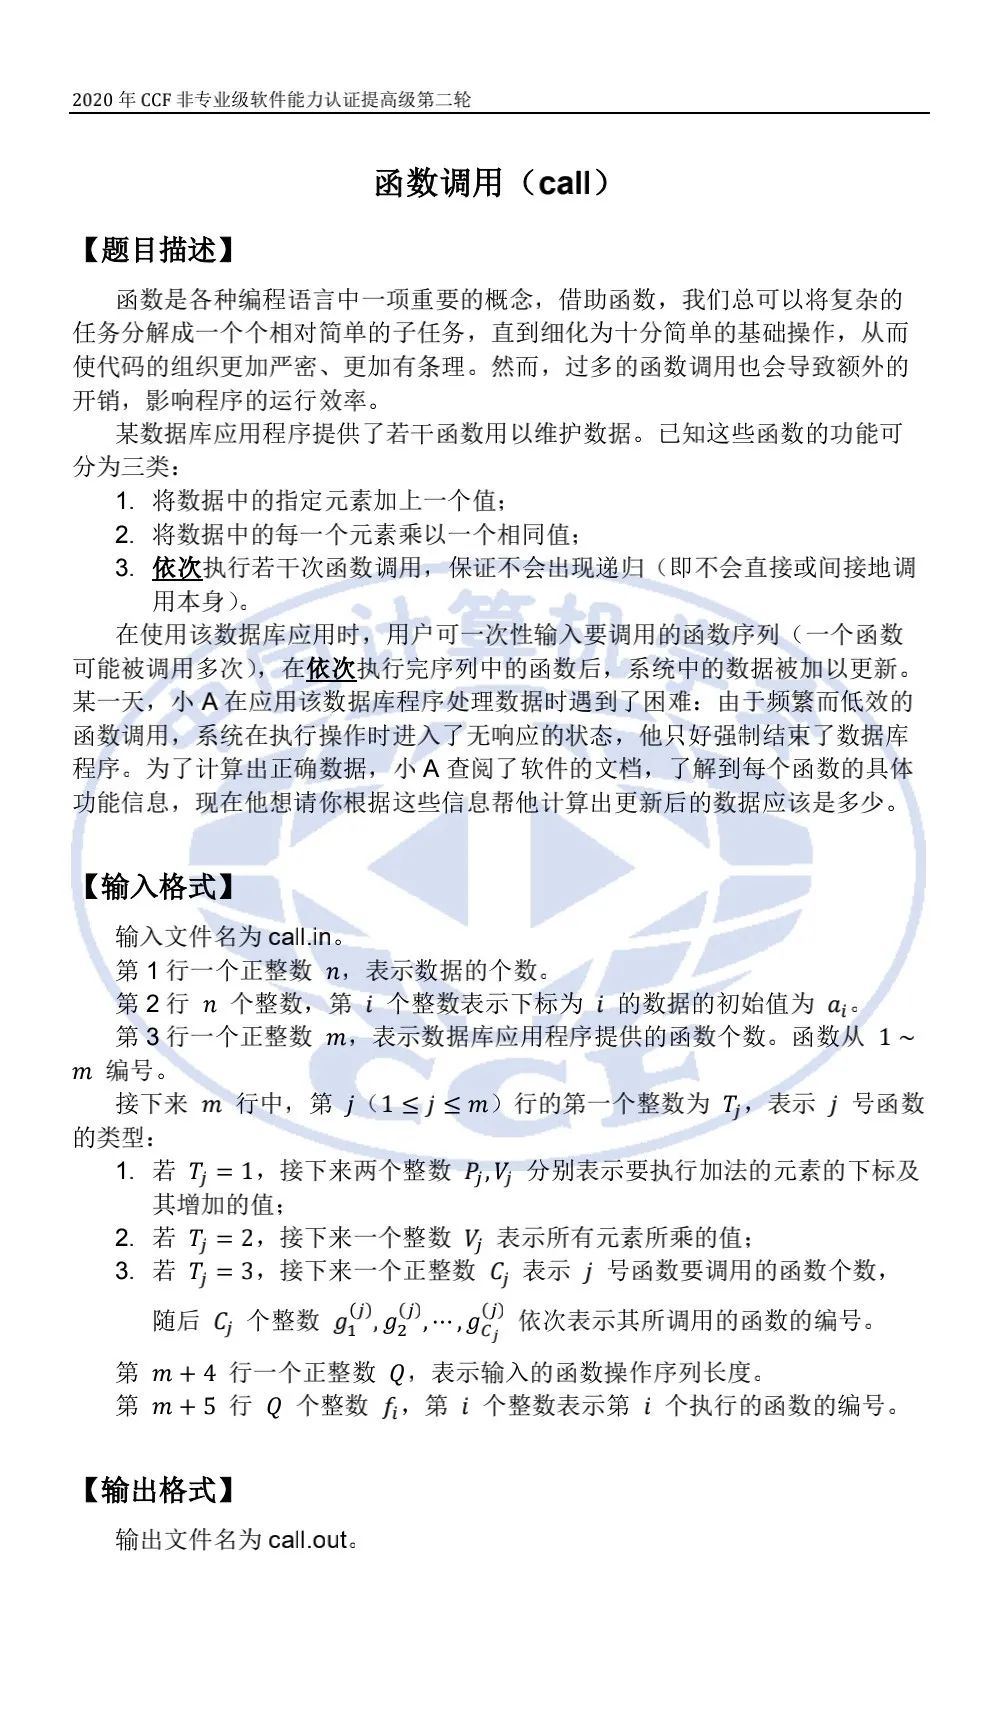 2020 年 CCF 非专业级软件能力认证提高级第二轮
函数调用（call）
【题目描述】
函数是各种编程语言中一项重要的概念，借助函数，我们总可以将复杂的
任务分解成一个个相对简单的子任务，直到细化为十分简单的基础操作，从而
使代码的组织更加严密、更加有条理。然而，过多的函数调用也会导致额外的
开销，影响程序的运行效率。
某数据库应用程序提供了若干函数用以维护数据。已知这些函数的功能可
分为三类：
1. 将数据中的指定元素加上一个值；
2. 将数据中的每一个元素乘以一个相同值；
3. 依次执行若干次函数调用，保证不会出现递归（即不会直接或间接地调
用本身）。
在使用该数据库应用时，用户可一次性输入要调用的函数序列（一个函数
可能被调用多次），在依次执行完序列中的函数后，系统中的数据被加以更新。
某一天，小 A 在应用该数据库程序处理数据时遇到了困难：由于频繁而低效的
函数调用，系统在执行操作时进入了无响应的状态，他只好强制结束了数据库
程序。为了计算出正确数据，小 A 查阅了软件的文档，了解到每个函数的具体
功能信息，现在他想请你根据这些信息帮他计算出更新后的数据应该是多少。
【输入格式】
输入文件名为 call.in。
第 1 行一个正整数 n，表示数据的个数。
第 2 行 n 个整数，第 i 个整数表示下标为 i 的数据的初始值为 a_i。
第 3 行一个正整数 m，表示数据库应用程序提供的函数个数。函数从 1 ~
m 编号。
接下来 m 行中，第 j（1 ≤ j ≤ m）行的第一个整数为 T_j，表示 j 号函数
的类型：
1. 若 T_j = 1，接下来两个整数 P_j, V_j 分别表示要执行加法的元素的下标及
其增加的值；
2. 若 T_j = 2，接下来一个整数 V_j 表示所有元素所乘的值；
3. 若 T_j = 3，接下来一个正整数 C_j 表示 j 号函数要调用的函数个数，
随后 C_j 个整数 g_1^{(j)}, g_2^{(j)}, ⋯, g_{C_j}^{(j)} 依次表示其所调用的函数的编号。
第 m + 4 行一个正整数 Q，表示输入的函数操作序列长度。
第 m + 5 行 Q 个整数 f_i，第 i 个整数表示第 i 个执行的函数的编号。
【输出格式】
输出文件名为 call.out。
中国计算机学会
CCF